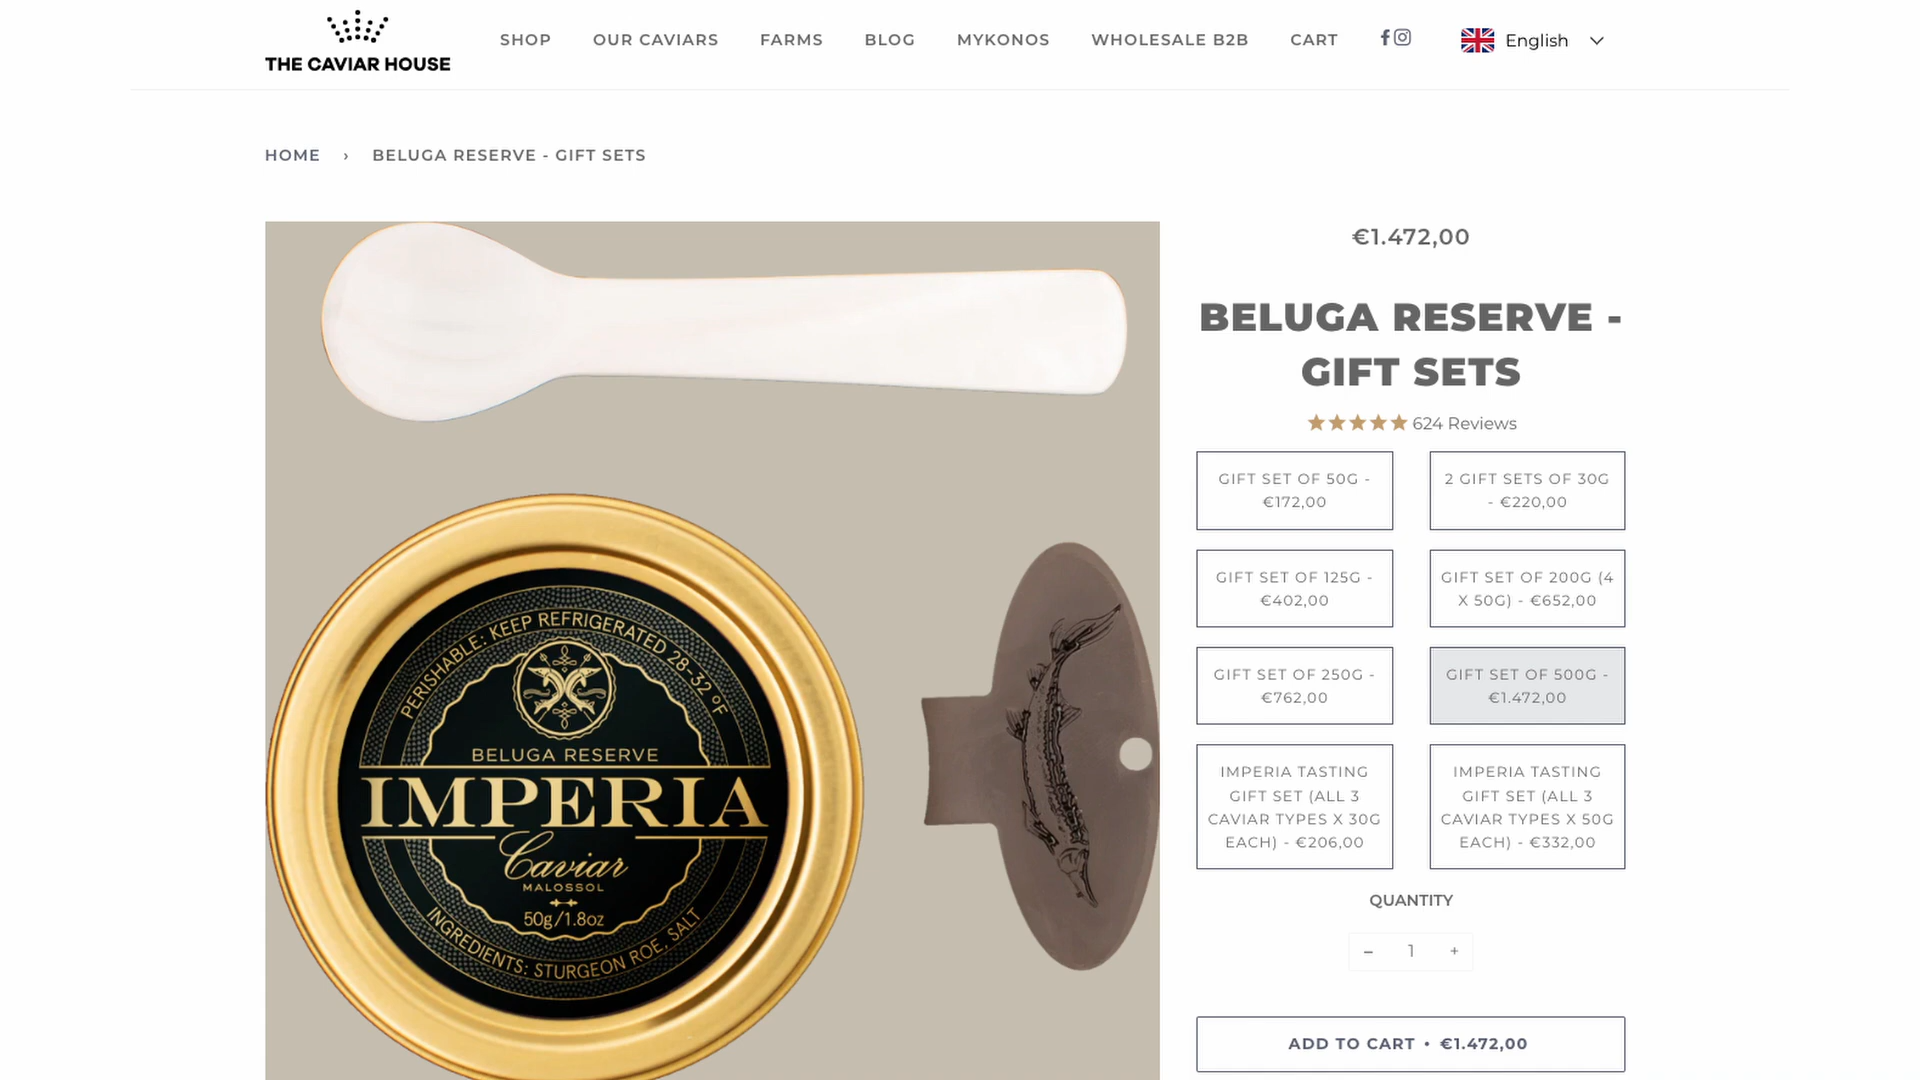 THE CAVIAR HOUSE
SHOP
OUR CAVIARS
FARMS
BLOG
MYKONOS
WHOLESALE B2B
CART
English
HOME › BELUGA RESERVE - GIFT SETS
PERISHABLE: KEEP REFRIGERATED 28-32 ºF
BELUGA RESERVE
IMPERIA
Caviar
MALOSSOL
50g/1.8oz
INGREDIENTS: STURGEON ROE, SALT
€1.472,00
BELUGA RESERVE -
GIFT SETS
624 Reviews
GIFT SET OF 50G -
€172,00
2 GIFT SETS OF 30G
- €220,00
GIFT SET OF 125G -
€402,00
GIFT SET OF 200G (4
X 50G) - €652,00
GIFT SET OF 250G -
€762,00
GIFT SET OF 500G -
€1.472,00
IMPERIA TASTING
GIFT SET (ALL 3
CAVIAR TYPES X 30G
EACH) - €206,00
IMPERIA TASTING
GIFT SET (ALL 3
CAVIAR TYPES X 50G
EACH) - €332,00
QUANTITY
− 1 +
ADD TO CART • €1.472,00